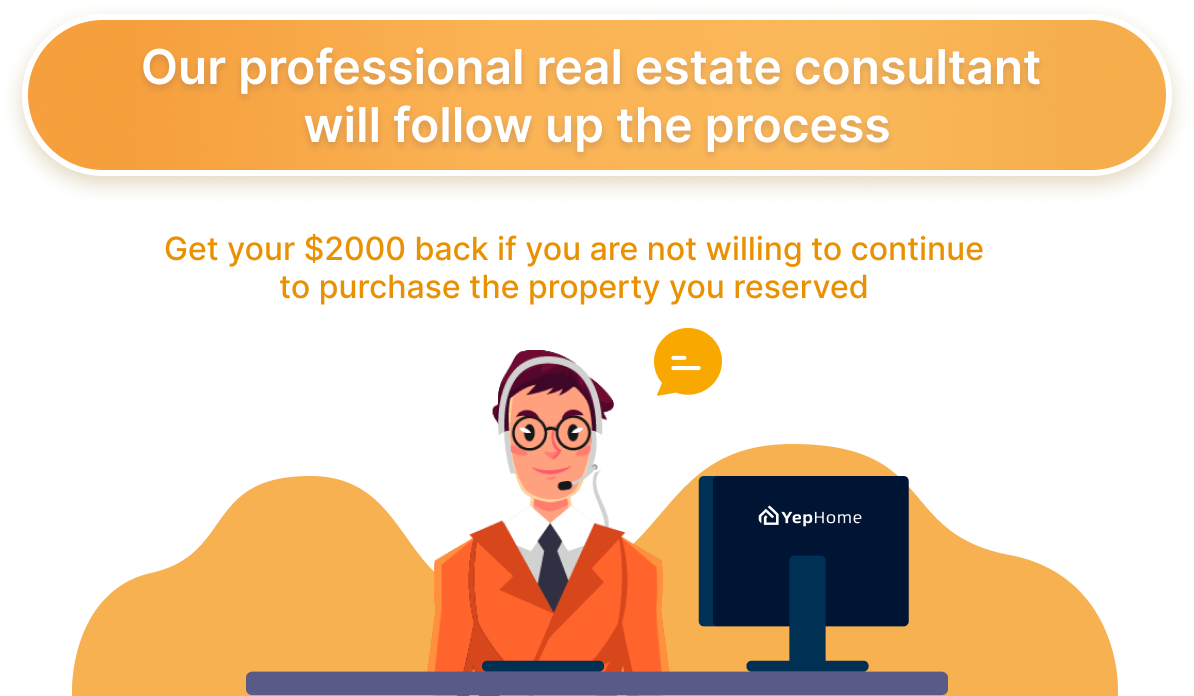 Our professional real estate consultant
will follow up the process
Get your $2000 back if you are not willing to continue
to purchase the property you reserved
YepHome